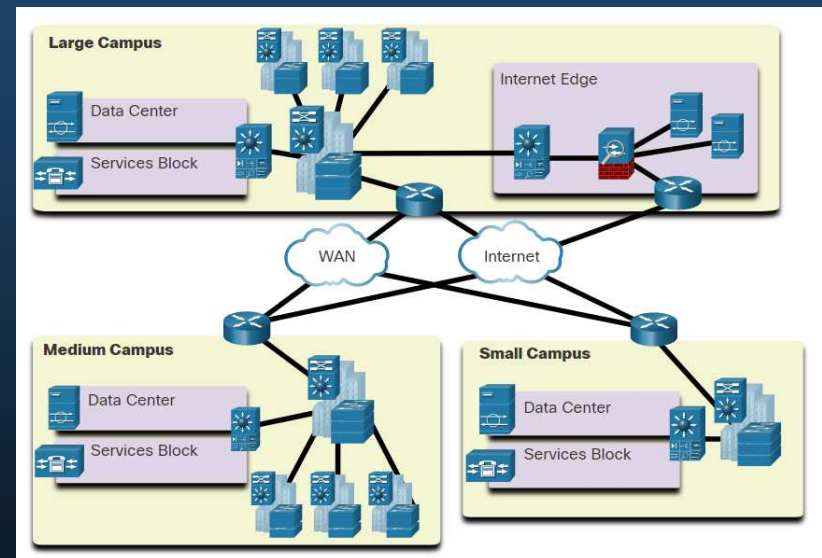 Large Campus
Data Center
Services Block
Internet Edge
WAN
Internet
Medium Campus
Data Center
Services Block
Small Campus
Data Center
Services Block